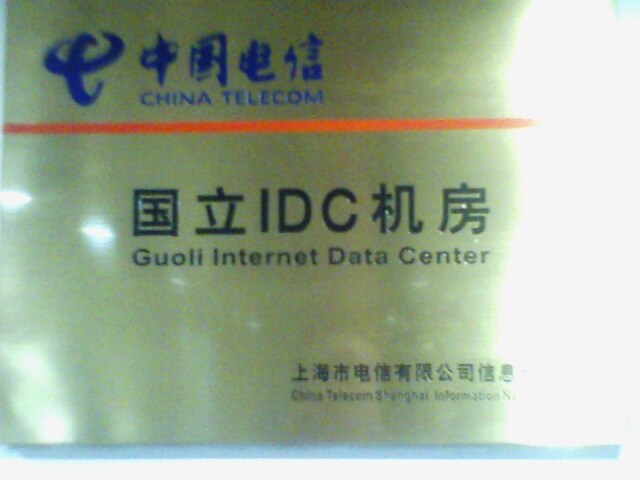 中国电信
CHINA TELECOM
国立IDC机房
Guoli Internet Data Center
上海市电信有限公司信息
China Telecom Shanghai Information